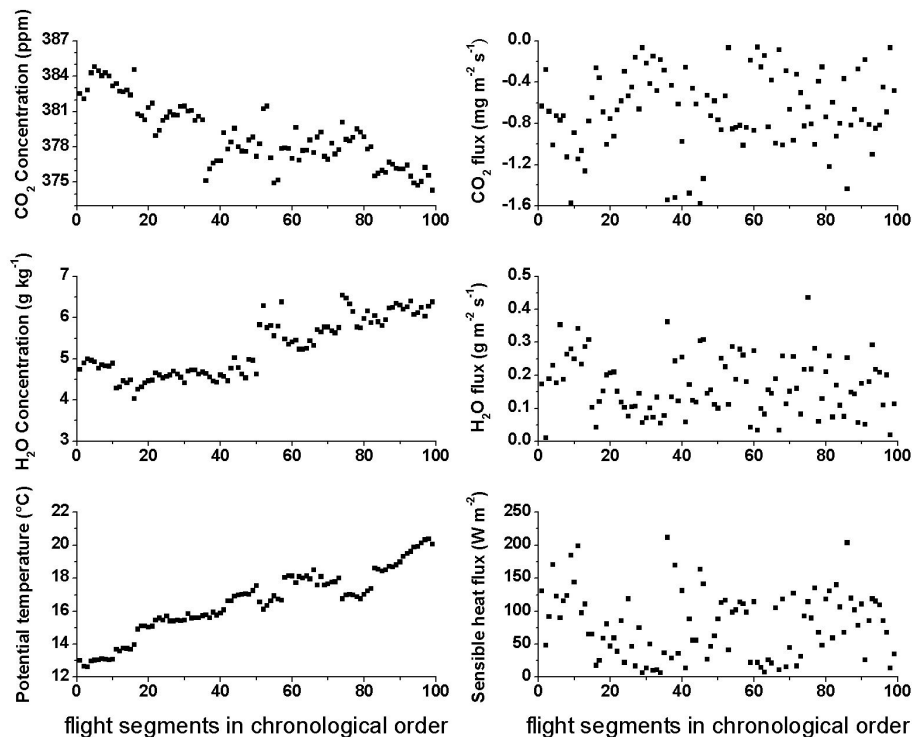 CO₂ Concentration (ppm)
387
384
381
378
375
0 20 40 60 80 100
CO₂ flux (mg m⁻² s⁻¹)
0.0
-0.4
-0.8
-1.2
-1.6
0 20 40 60 80 100
H₂O Concentration (g kg⁻¹)
7
6
5
4
3
0 20 40 60 80 100
H₂O flux (g m⁻² s⁻¹)
0.5
0.4
0.3
0.2
0.1
0.0
0 20 40 60 80 100
Potential temperature (°C)
22
20
18
16
14
12
0 20 40 60 80 100
flight segments in chronological order
Sensible heat flux (W m⁻²)
250
200
150
100
50
0
0 20 40 60 80 100
flight segments in chronological order